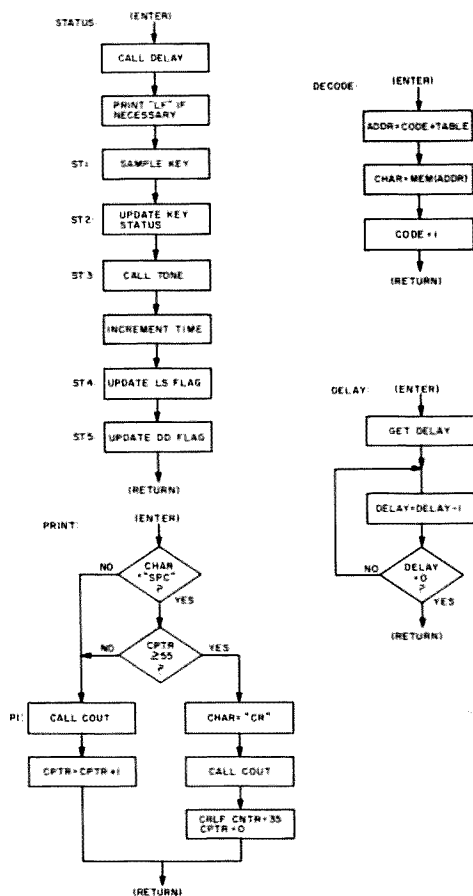 STATUS:
(ENTER)
CALL DELAY
PRINT "LF" IF
NECESSARY
ST1:
SAMPLE KEY
ST2:
UPDATE KEY
STATUS
ST3:
CALL TONE
INCREMENT TIME
ST4:
UPDATE LS FLAG
ST5:
UPDATE DD FLAG
(RETURN)
DECODE:
(ENTER)
ADDR=CODE+TABLE
CHAR=MEM(ADDR)
CODE=1
(RETURN)
DELAY:
(ENTER)
GET DELAY
DELAY=DELAY-1
NO
DELAY
=0
?
YES
(RETURN)
PRINT:
(ENTER)
NO
CHAR
="SPC"
?
YES
NO
CPTR
≥55
?
YES
P1:
CALL COUT
CHAR="CR"
CPTR=CPTR+1
CALL COUT
CRLF CNTR=35
CPTR=0
(RETURN)